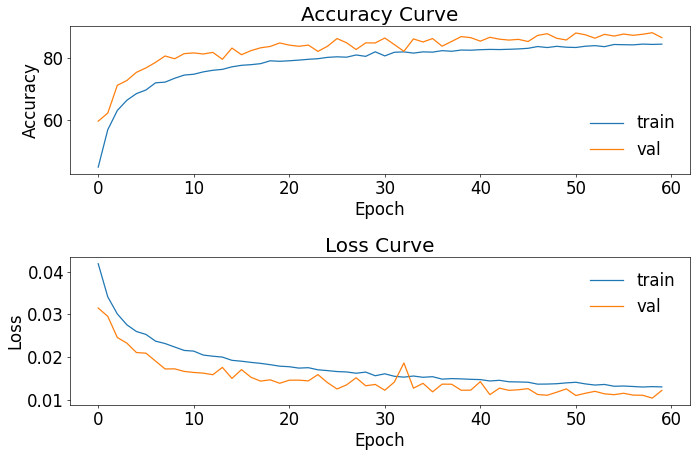 Accuracy Curve
80
60
Accuracy
train
val
0 10 20 30 40 50 60
Epoch
Loss Curve
0.04
0.03
0.02
0.01
Loss
train
val
0 10 20 30 40 50 60
Epoch